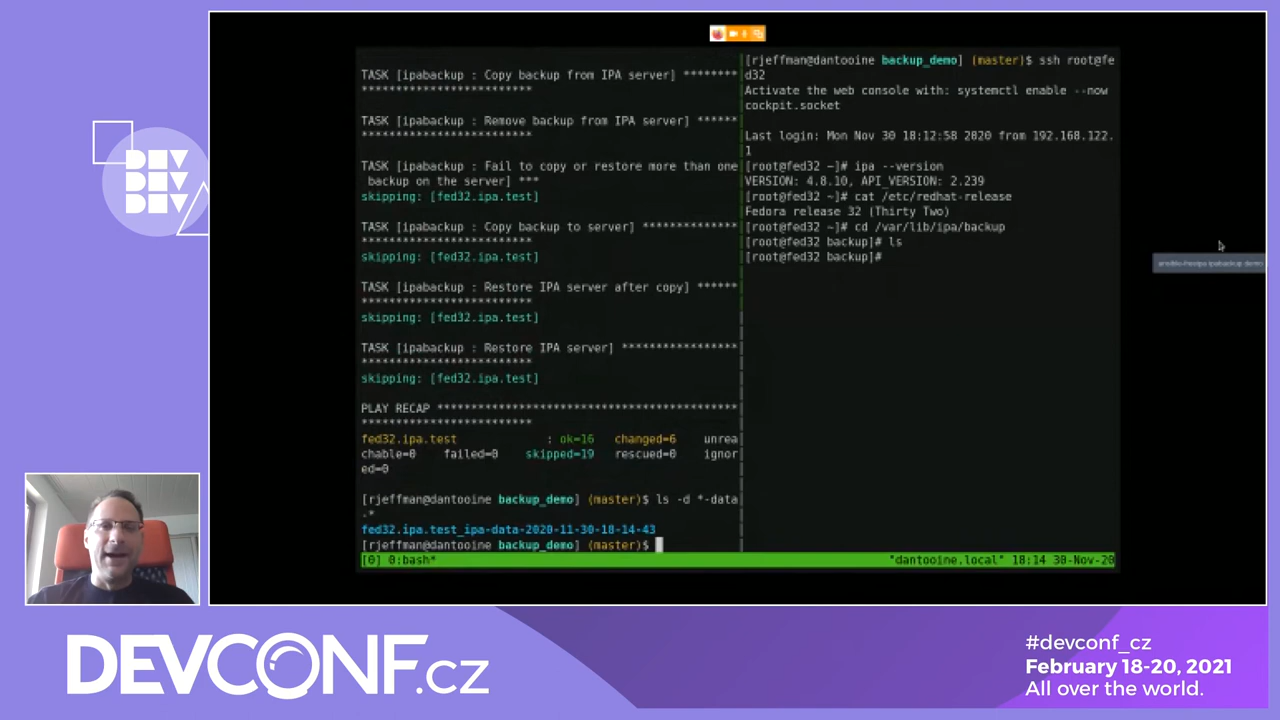 TASK [ipabackup : Copy backup from IPA server] ********
*************************
TASK [ipabackup : Remove backup from IPA server] ******
*************************
TASK [ipabackup : Fail to copy or restore more than one
backup on the server] ***
skipping: [fed32.ipa.test]
TASK [ipabackup : Copy backup to server] **************
*************************
skipping: [fed32.ipa.test]
TASK [ipabackup : Restore IPA server after copy] ******
*************************
skipping: [fed32.ipa.test]
TASK [ipabackup : Restore IPA server] *****************
*************************
skipping: [fed32.ipa.test]
PLAY RECAP ********************************************
*************************
fed32.ipa.test : ok=16 changed=6 unrea
chable=0 failed=0 skipped=19 rescued=0 ignor
ed=0
[rjeffman@dantooine backup_demo] (master)$ ls -d *-data
-*
fed32.ipa.test_ipa-data-2020-11-30-18-14-43
[rjeffman@dantooine backup_demo] (master)$
[rjeffman@dantooine backup_demo] (master)$ ssh root@fe
d32
Activate the web console with: systemctl enable --now
cockpit.socket
Last login: Mon Nov 30 18:12:58 2020 from 192.168.122.
1
[root@fed32 ~]# ipa --version
VERSION: 4.8.10, API_VERSION: 2.239
[root@fed32 ~]# cat /etc/redhat-release
Fedora release 32 (Thirty Two)
[root@fed32 ~]# cd /var/lib/ipa/backup
[root@fed32 backup]# ls
[root@fed32 backup]#
[0] 0:bash* "dantooine.local" 18:14 30-Nov-20
ansible-freeipa ipabackup demo
DEV
DEV
DEV
DEVCONF.cz
#devconf_cz
February 18-20, 2021
All over the world.